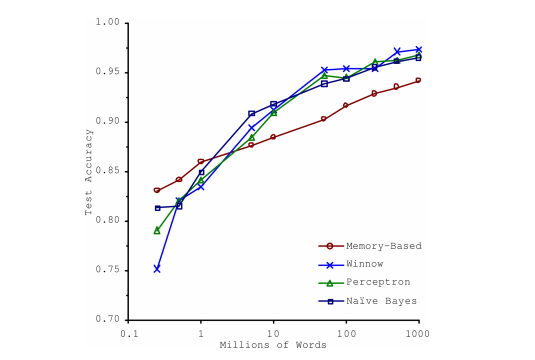 1.00
0.95
0.90
0.85
0.80
0.75
0.70
Test Accuracy
0.1
1
10
100
1000
Millions of Words
Memory-Based
Winnow
Perceptron
Naïve Bayes